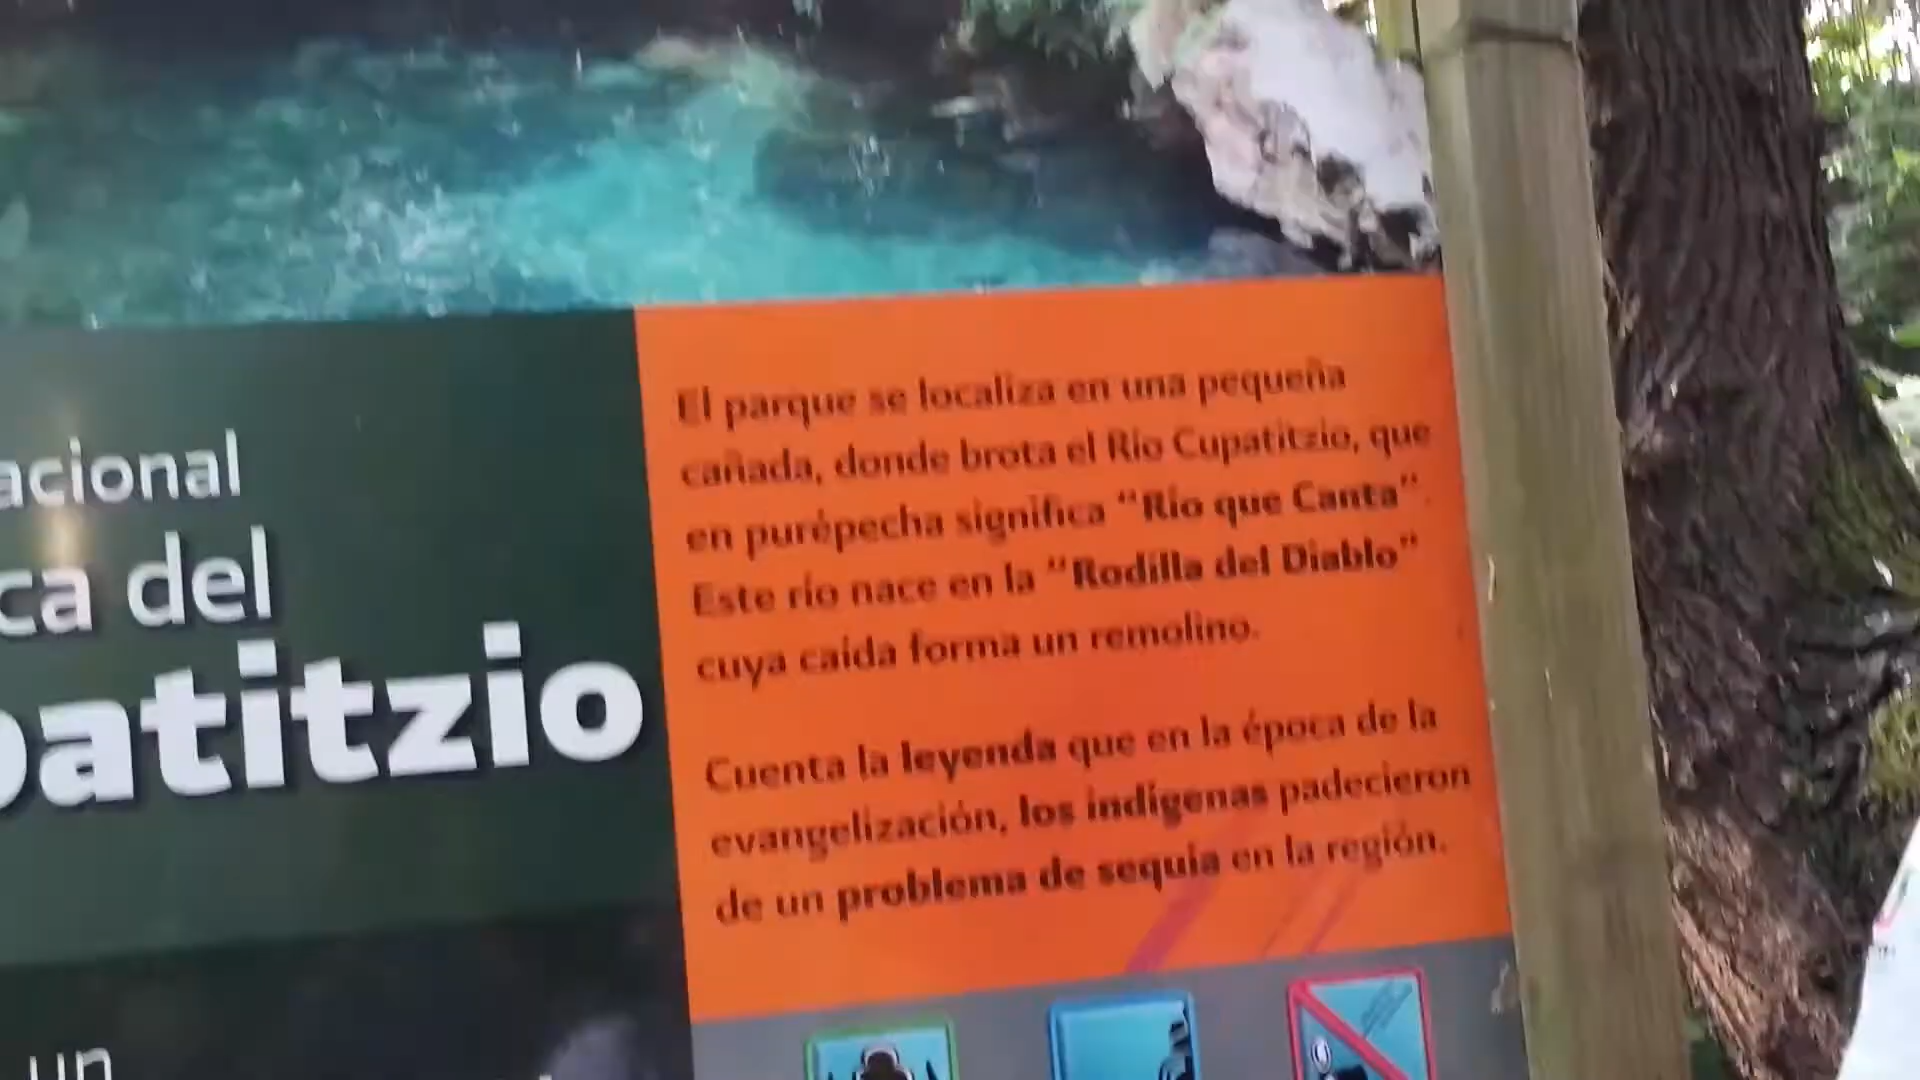 acional
ca del
patitzio
un
El parque se localiza en una pequeña
cañada, donde brota el Río Cupatitzio, que
en purépecha significa “Río que Canta”.
Este río nace en la “Rodilla del Diablo”
cuya caída forma un remolino.
Cuenta la leyenda que en la época de la
evangelización, los indígenas padecieron
de un problema de sequía en la región.